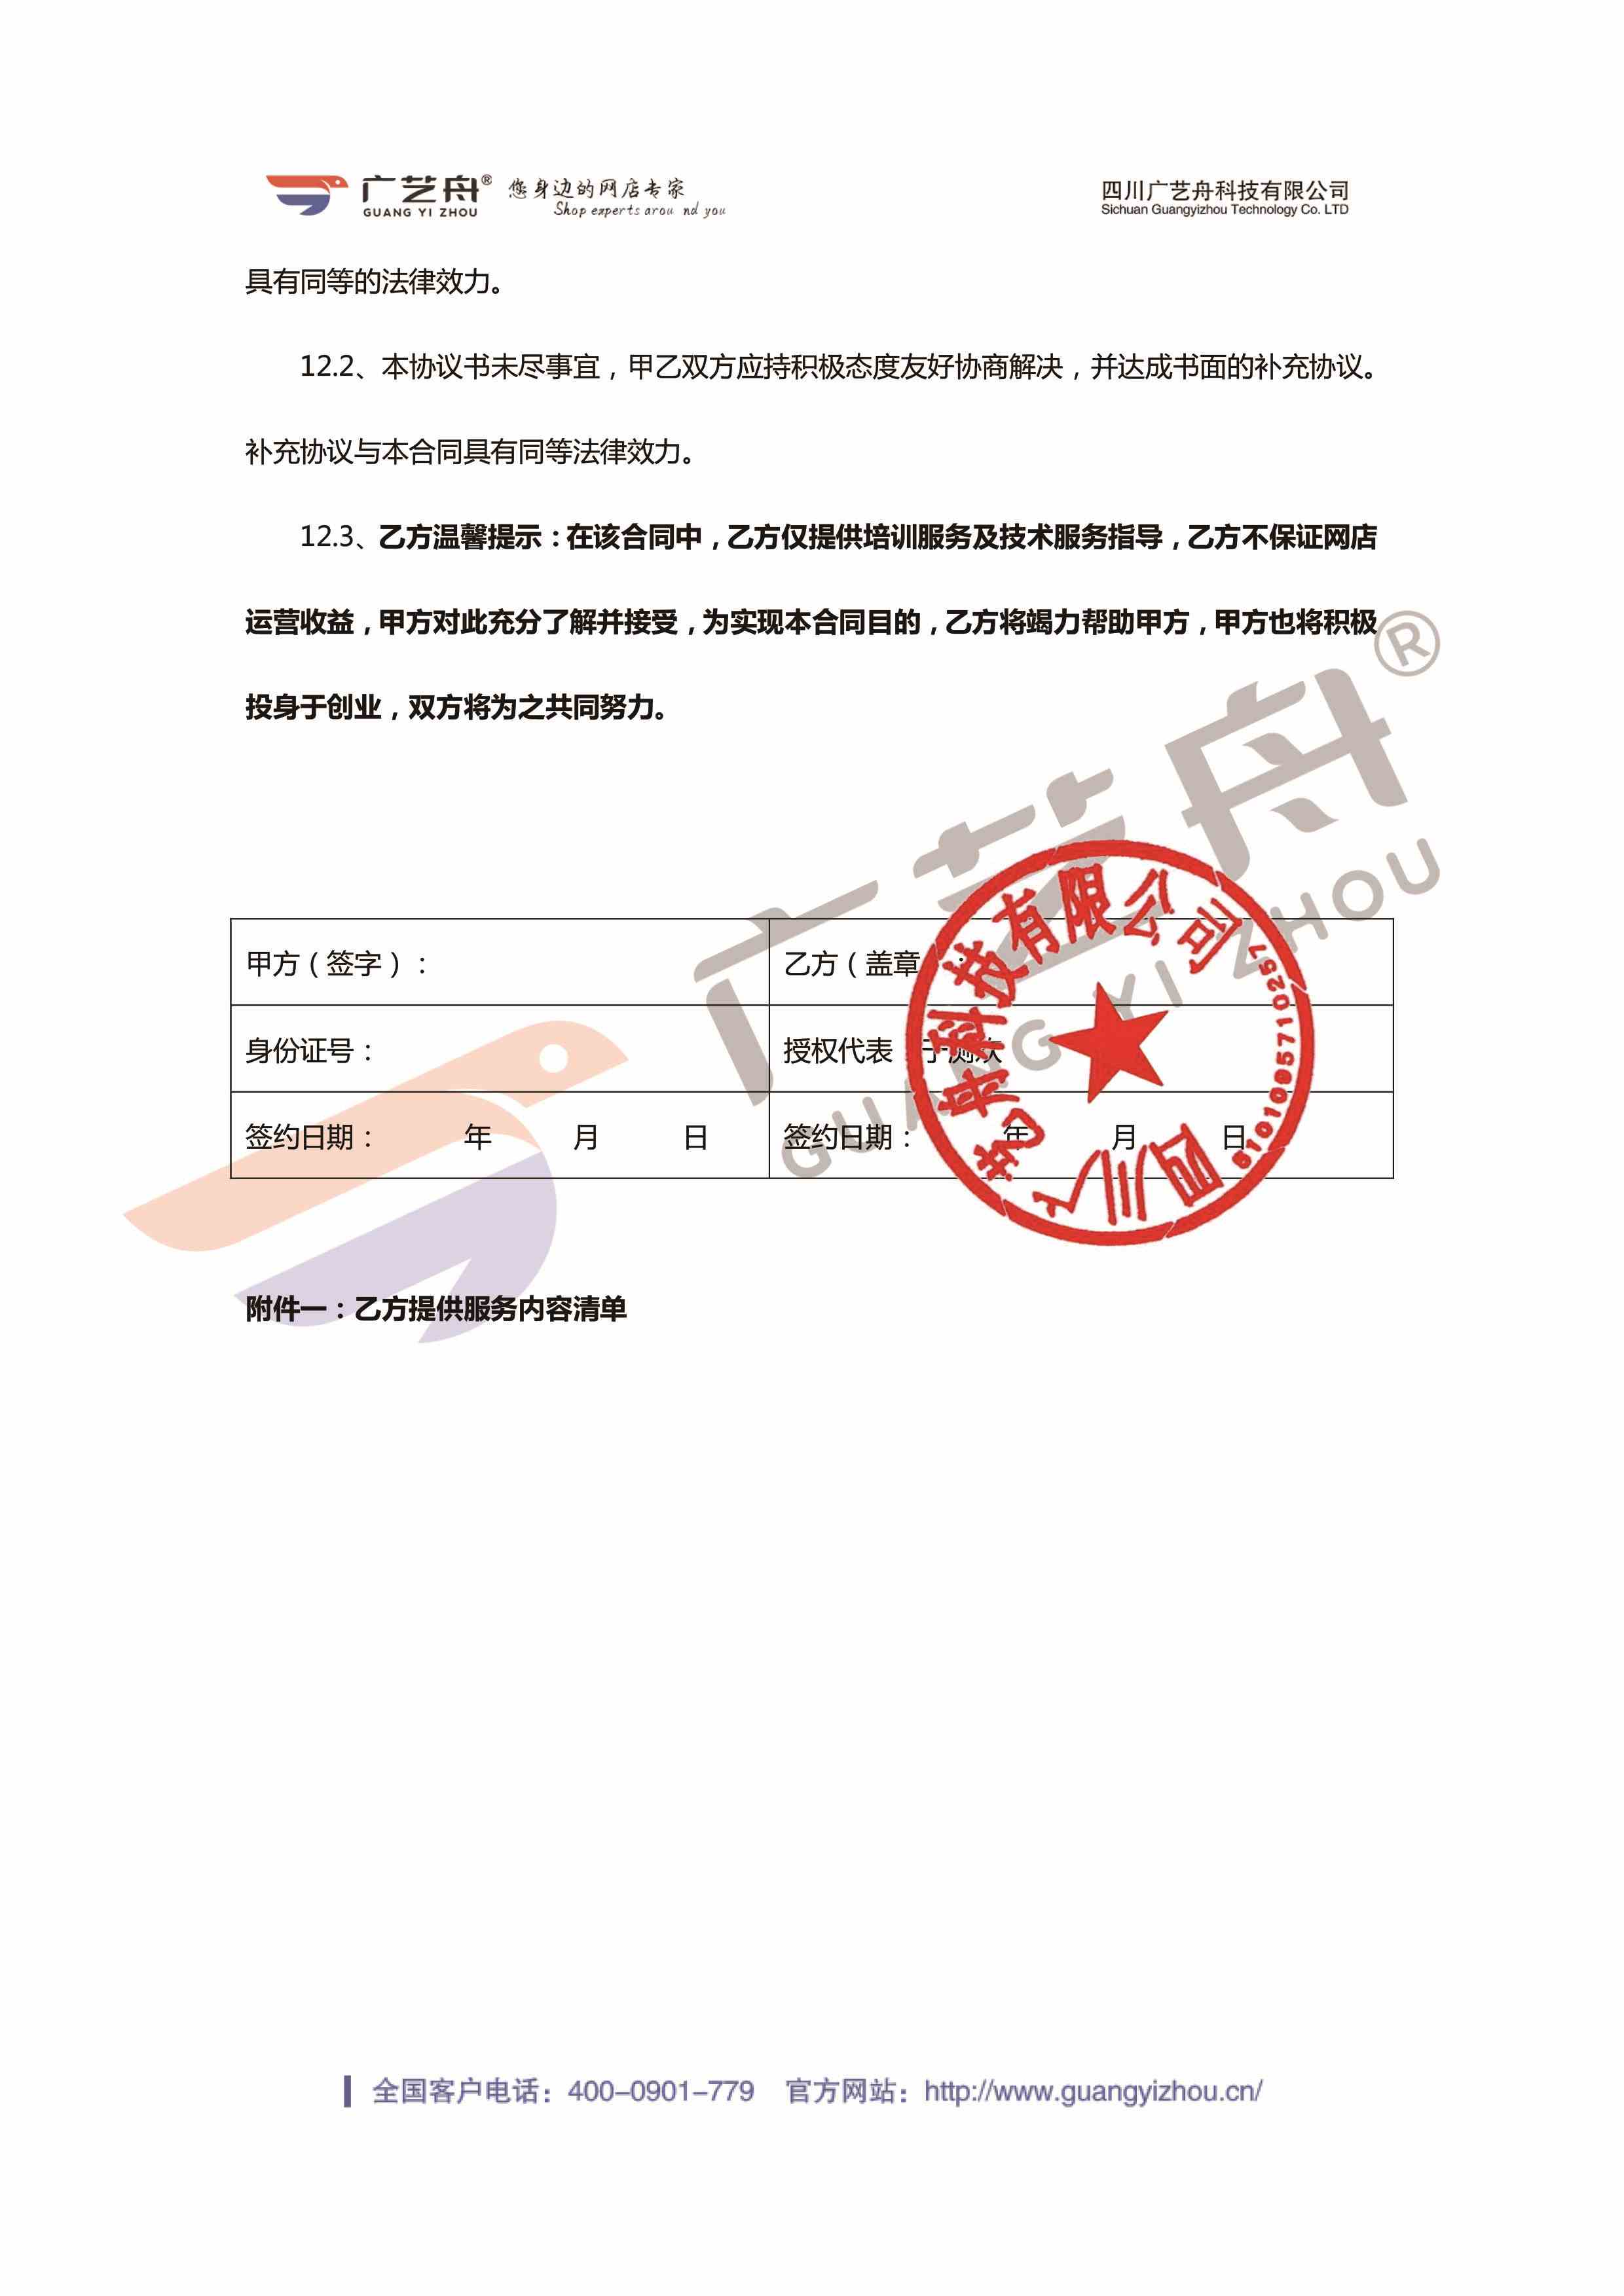 广艺舟®
GUANG YI ZHOU
您身边的网店专家
Shop experts arou nd you
四川广艺舟科技有限公司
Sichuan Guangyizhou Technology Co. LTD
具有同等的法律效力。
12.2、本协议书未尽事宜，甲乙双方应持积极态度友好协商解决，并达成书面的补充协议。
补充协议与本合同具有同等法律效力。
12.3、乙方温馨提示：在该合同中，乙方仅提供培训服务及技术服务指导，乙方不保证网店
运营收益，甲方对此充分了解并接受，为实现本合同目的，乙方将竭力帮助甲方，甲方也将积极
投身于创业，双方将为之共同努力。
广艺舟®
GUANG YI ZHOU
甲方（签字）：
乙方（盖章）：
身份证号：
授权代表
签约日期： 年 月 日
签约日期： 年 月 日
四川广艺舟科技有限公司
5101095710257
附件一：乙方提供服务内容清单
全国客户电话：400-0901-779 官方网站：http://www.guangyizhou.cn/